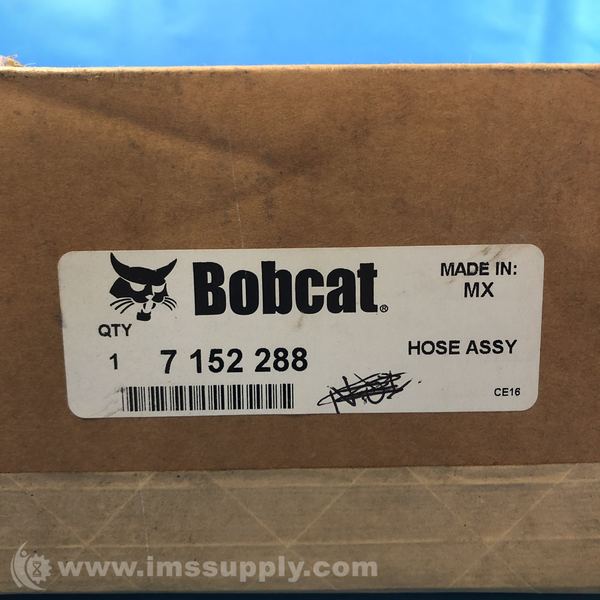 Bobcat®
MADE IN:
MX
QTY
1 7 152 288
HOSE ASSY
CE16
www.imssupply.com